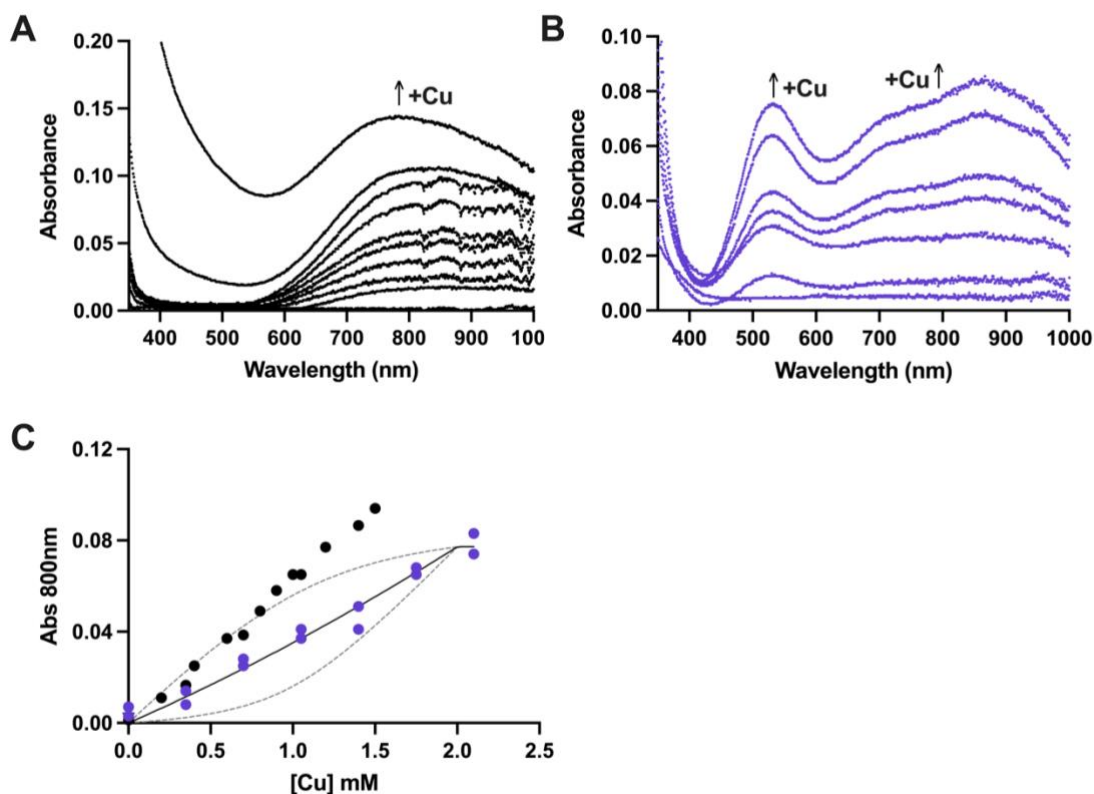 A
0.20
0.15
0.10
0.05
0.00
Absorbance
+Cu
400 500 600 700 800 900 1000
Wavelength (nm)
B
0.10
0.08
0.06
0.04
0.02
0.00
Absorbance
+Cu
+Cu
400 500 600 700 800 900 1000
Wavelength (nm)
C
0.12
0.08
0.04
0.00
Abs 800nm
0.0 0.5 1.0 1.5 2.0 2.5
[Cu] mM